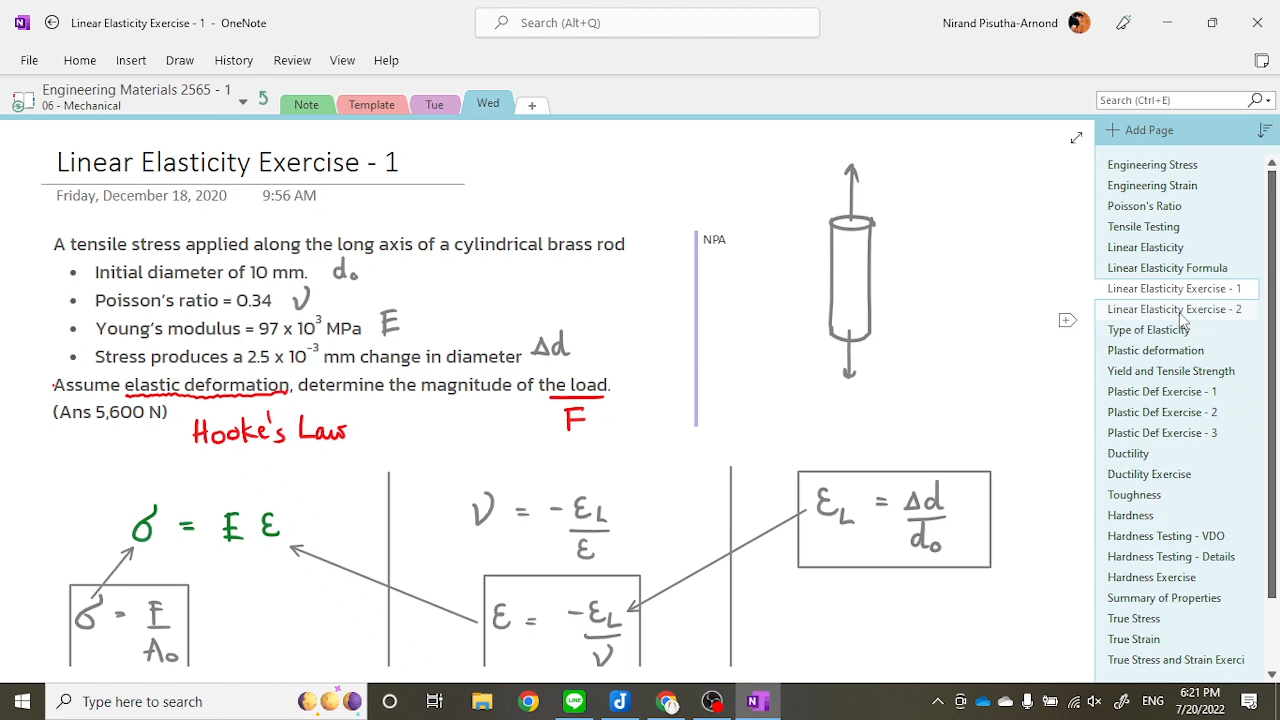 Linear Elasticity Exercise - 1 - OneNote
Search (Alt+Q)
Nirand Pisutha-Arnond
File Home Insert Draw History Review View Help
Engineering Materials 2565 - 1
06 - Mechanical
Note Template Tue Wed +
Search (Ctrl+E)
Linear Elasticity Exercise - 1
Friday, December 18, 2020 9:56 AM
A tensile stress applied along the long axis of a cylindrical brass rod
• Initial diameter of 10 mm. d₀
• Poisson's ratio = 0.34 ν
• Young's modulus = 97 x 10³ MPa E
• Stress produces a 2.5 x 10⁻³ mm change in diameter Δd
Assume elastic deformation, determine the magnitude of the load.
(Ans 5,600 N)
Hooke's Law
F
NPA
σ = E ε
σ = F
A₀
ν = - ε_L
ε
ε = -ε_L
ν
ε_L = Δd
d₀
Add Page
Engineering Stress
Engineering Strain
Poisson's Ratio
Tensile Testing
Linear Elasticity
Linear Elasticity Formula
Linear Elasticity Exercise - 1
Linear Elasticity Exercise - 2
Type of Elasticity
Plastic deformation
Yield and Tensile Strength
Plastic Def Exercise - 1
Plastic Def Exercise - 2
Plastic Def Exercise - 3
Ductility
Ductility Exercise
Toughness
Hardness
Hardness Testing - VDO
Hardness Testing - Details
Hardness Exercise
Summary of Properties
True Stress
True Strain
True Stress and Strain Exerci
Type here to search
6:21 PM
7/20/2022